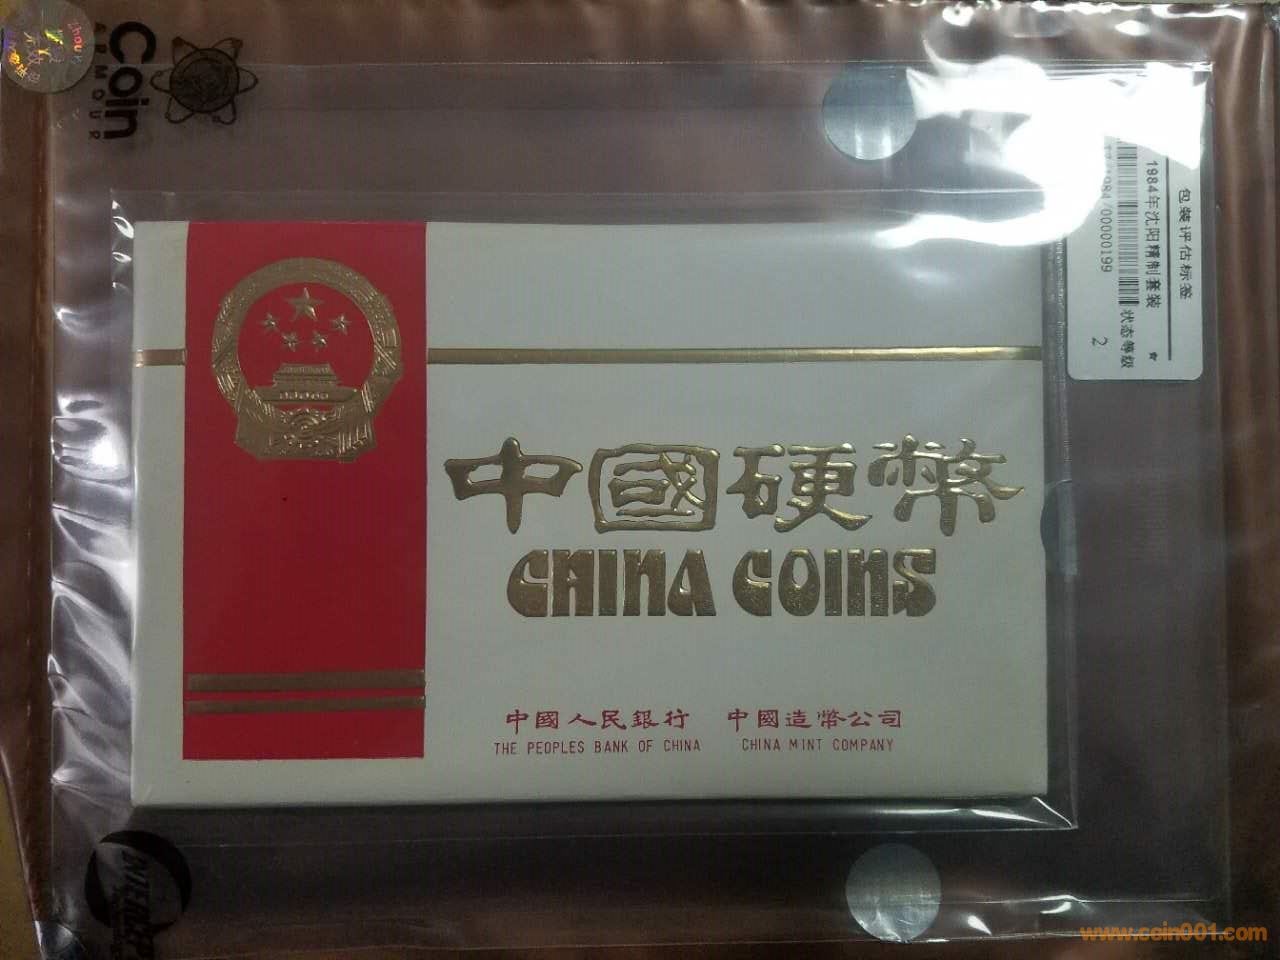 Coin
ARMOUR
包装评估标签
1984年沈阳精制套装
1984/00000199
状态等级
2
中國硬幣
CHINA COINS
中國人民銀行 中國造幣公司
THE PEOPLES BANK OF CHINA CHINA MINT COMPANY
www.coin001.com